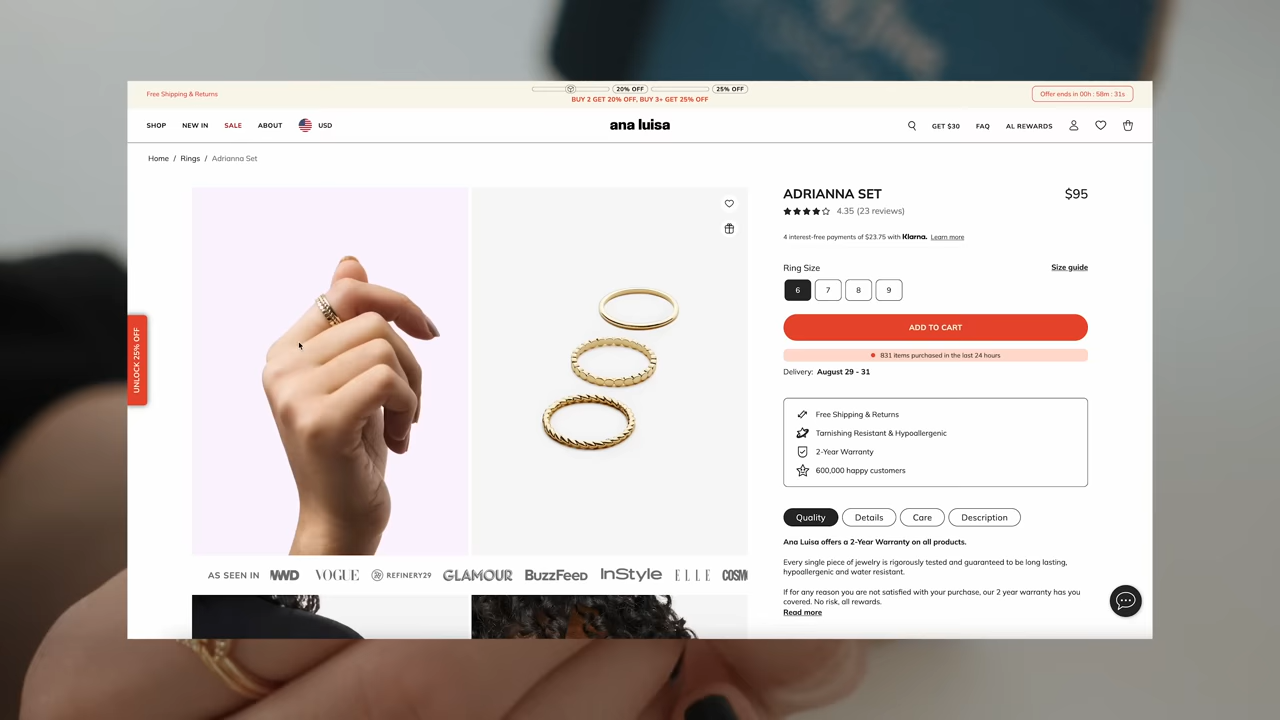 Free Shipping & Returns
20% OFF
25% OFF
BUY 2 GET 20% OFF, BUY 3+ GET 25% OFF
Offer ends in 00h : 58m : 31s
SHOP NEW IN SALE ABOUT USD
ana luisa
GET $30 FAQ AL REWARDS
Home / Rings / Adrianna Set
ADRIANNA SET $95
4.35 (23 reviews)
4 interest-free payments of $23.75 with Klarna. Learn more
Ring Size Size guide
6 7 8 9
ADD TO CART
831 items purchased in the last 24 hours
Delivery: August 29 - 31
UNLOCK 25% OFF
Free Shipping & Returns
Tarnishing Resistant & Hypoallergenic
2-Year Warranty
600,000 happy customers
Quality Details Care Description
Ana Luisa offers a 2-Year Warranty on all products.
Every single piece of jewelry is rigorously tested and guaranteed to be long lasting,
hypoallergenic and water resistant.
If for any reason you are not satisfied with your purchase, our 2 year warranty has you
covered. No risk, all rewards.
Read more
AS SEEN IN WWD VOGUE REFINERY29 GLAMOUR BuzzFeed InStyle ELLE COSM